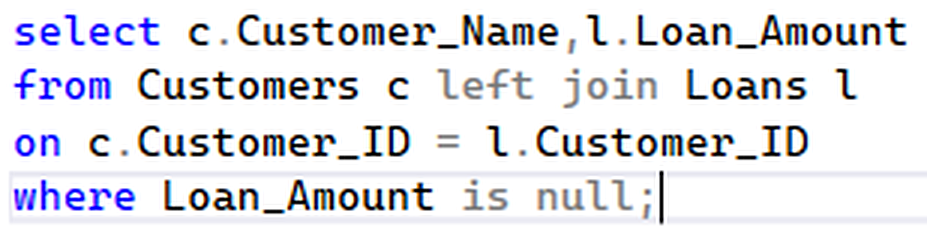 select c.Customer_Name,l.Loan_Amount
from Customers c left join Loans l
on c.Customer_ID = l.Customer_ID
where Loan_Amount is null;